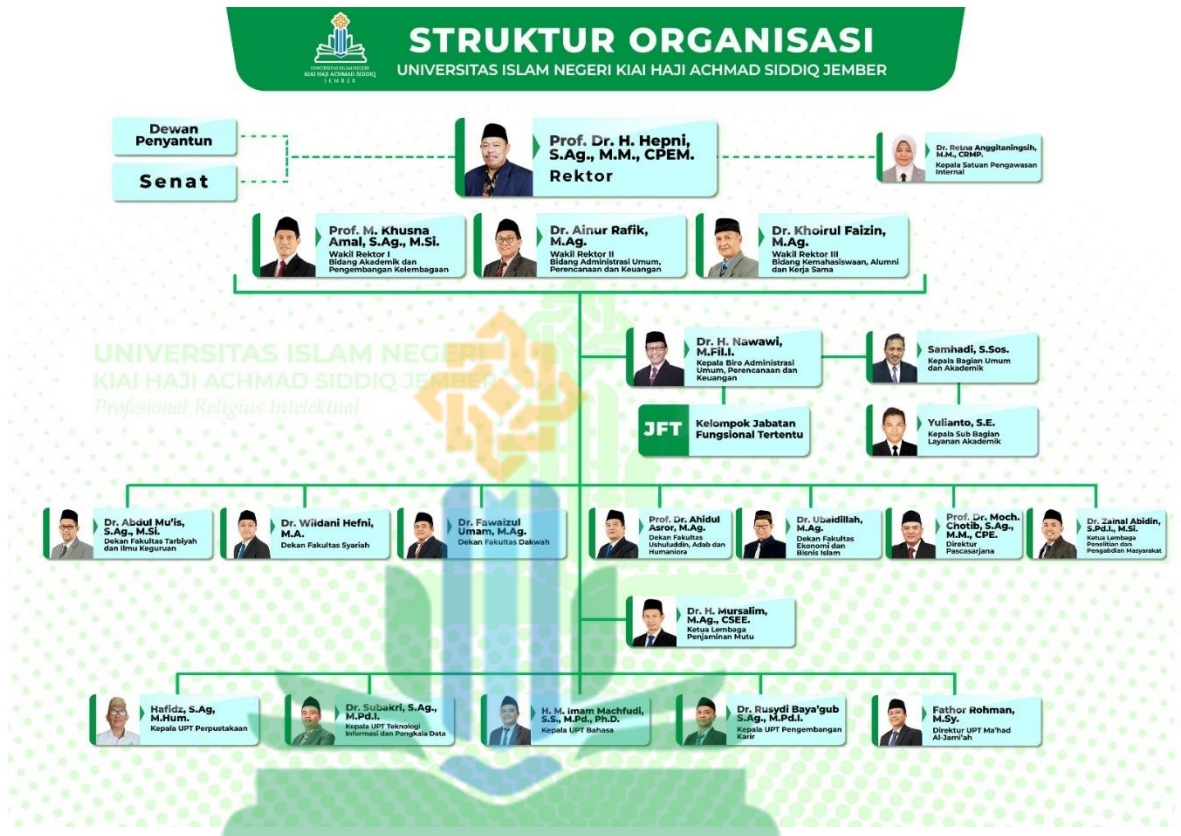 STRUKTUR ORGANISASI
UNIVERSITAS ISLAM NEGERI KIAI HAJI ACHMAD SIDDIQ JEMBER
UNIVERSITAS ISLAM NEGERI
KIAI HAJI ACHMAD SIDDIQ
JEMBER
Dewan
Penyantun
Senat
Prof. Dr. H. Hepni,
S.Ag., M.M., CPEM.
Rektor
Dr. Retna Anggitaningsih,
M.M., CRMP.
Kepala Satuan Pengawasan
Internal
Prof. M. Khusna
Amal, S.Ag., M.Si.
Wakil Rektor I
Bidang Akademik dan
Pengembangan Kelembagaan
Dr. Ainur Rafik,
M.Ag.
Wakil Rektor II
Bidang Administrasi Umum,
Perencanaan dan Keuangan
Dr. Khoirul Faizin,
M.Ag.
Wakil Rektor III
Bidang Kemahasiswaan, Alumni
dan Kerja Sama
UNIVERSITAS ISLAM NEGERI
KIAI HAJI ACHMAD SIDDIQ JEMBER
Profesional Religius Intelektual
Dr. H. Nawawi,
M.Fil.I.
Kepala Biro Administrasi
Umum, Perencanaan dan
Keuangan
Samhadi, S.Sos.
Kepala Bagian Umum
dan Akademik
JFT
Kelompok Jabatan
Fungsional Tertentu
Yulianto, S.E.
Kepala Sub Bagian
Layanan Akademik
Dr. Abdul Mu'is,
S.Ag., M.Si.
Dekan Fakultas Tarbiyah
dan Ilmu Keguruan
Dr. Wildani Hefni,
M.A.
Dekan Fakultas Syariah
Dr. Fawaizul
Umam, M.Ag.
Dekan Fakultas Dakwah
Prof. Dr. Ahidul
Asror, M.Ag.
Dekan Fakultas
Ushuluddin, Adab dan
Humaniora
Dr. Ubaidillah,
M.Ag.
Dekan Fakultas
Ekonomi dan
Bisnis Islam
Prof. Dr. Moch.
Chotib, S.Ag.,
M.M., CPE.
Direktur
Pascasarjana
Dr. Zainal Abidin,
S.Pd.I., M.Si.
Ketua Lembaga
Penelitian dan
Pengabdian Masyarakat
Dr. H. Mursalim,
M.Ag., CSEE.
Ketua Lembaga
Penjaminan Mutu
Hafidz, S.Ag,
M.Hum.
Kepala UPT Perpustakaan
Dr. Subakri, S.Ag.,
M.Pd.I.
Kepala UPT Teknologi
Informasi dan Pangkala Data
H. M. Imam Machfudi,
S.S., M.Pd., Ph.D.
Kepala UPT Bahasa
Dr. Rusydi Baya'gub
S.Ag., M.Pd.I.
Kepala UPT Pengembangan
Karir
Fathor Rohman,
M.Sy.
Direktur UPT Ma'had
Al-Jami'ah